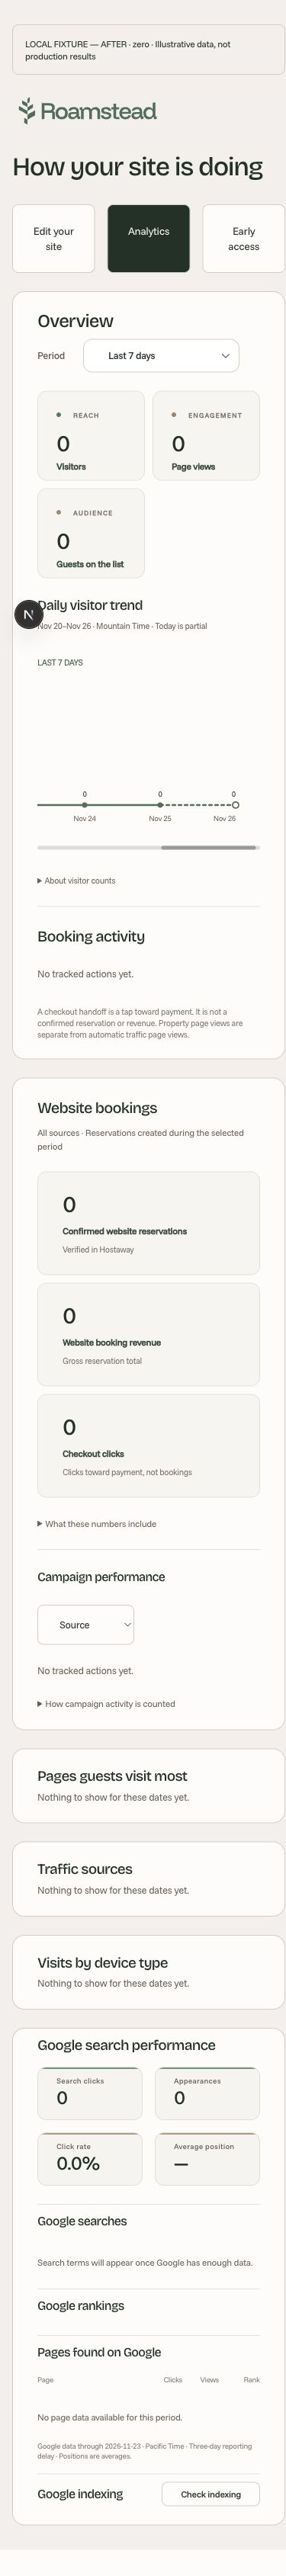 LOCAL FIXTURE — AFTER · zero · Illustrative data, not
production results
Roamstead
How your site is doing
Edit your
site
Analytics
Early
access
Overview
Period
Last 7 days
REACH
0
Visitors
ENGAGEMENT
0
Page views
AUDIENCE
0
Guests on the list
N
Daily visitor trend
Nov 20–Nov 26 · Mountain Time · Today is partial
LAST 7 DAYS
0 0 0
Nov 24 Nov 25 Nov 26
About visitor counts
Booking activity
No tracked actions yet.
A checkout handoff is a tap toward payment. It is not a
confirmed reservation or revenue. Property page views are
separate from automatic traffic page views.
Website bookings
All sources · Reservations created during the selected
period
0
Confirmed website reservations
Verified in Hostaway
0
Website booking revenue
Gross reservation total
0
Checkout clicks
Clicks toward payment, not bookings
What these numbers include
Campaign performance
Source
No tracked actions yet.
How campaign activity is counted
Pages guests visit most
Nothing to show for these dates yet.
Traffic sources
Nothing to show for these dates yet.
Visits by device type
Nothing to show for these dates yet.
Google search performance
Search clicks
0
Appearances
0
Click rate
0.0%
Average position
—
Google searches
Search terms will appear once Google has enough data.
Google rankings
Pages found on Google
Page Clicks Views Rank
No page data available for this period.
Google data through 2026-11-23 · Pacific Time · Three-day reporting
delay · Positions are averages.
Google indexing
Check indexing